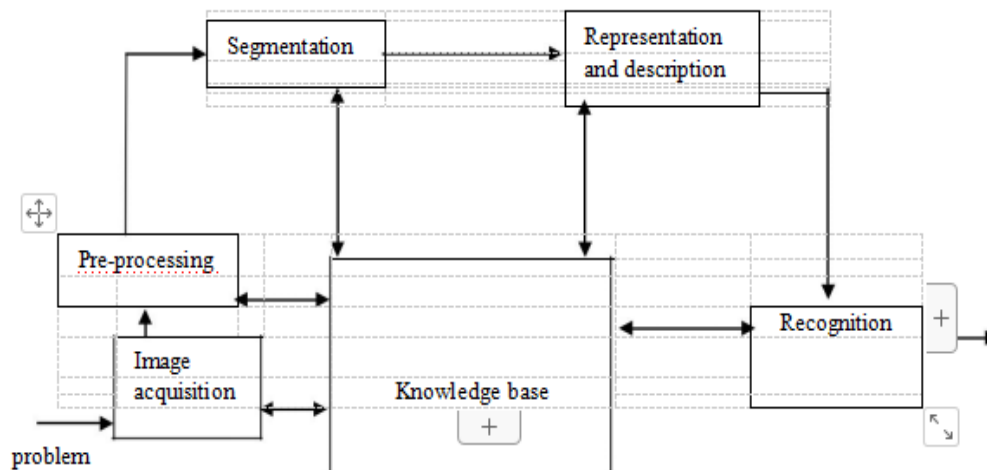 Segmentation
Representation
and description
Pre-processing
Recognition
Image
acquisition
Knowledge base
problem